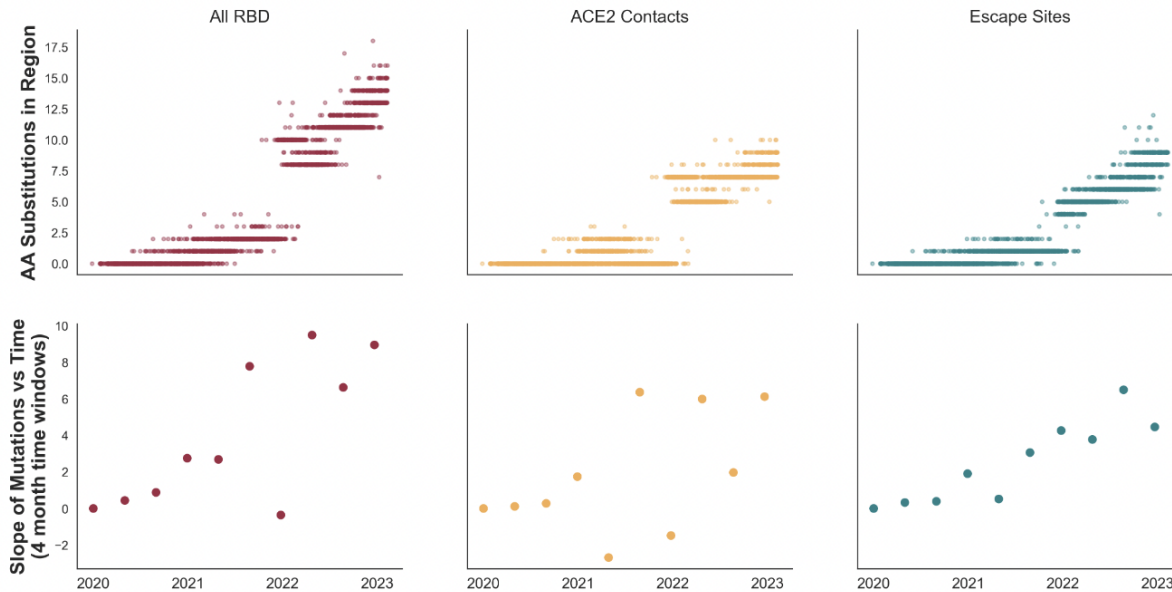 All RBD
ACE2 Contacts
Escape Sites
AA Substitutions in Region
17.5
15.0
12.5
10.0
7.5
5.0
2.5
0.0
Slope of Mutations vs Time
(4 month time windows)
10
8
6
4
2
0
−2
2020 2021 2022 2023
2020 2021 2022 2023
2020 2021 2022 2023